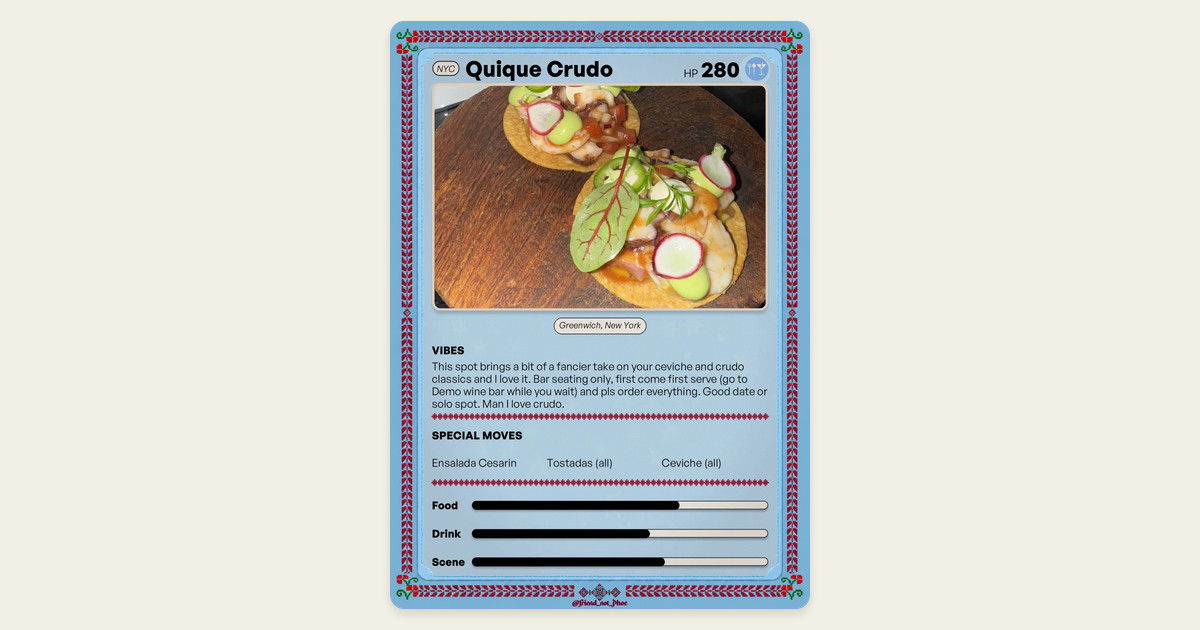 NYC Quique Crudo HP 280
Greenwich, New York
VIBES
This spot brings a bit of a fancier take on your ceviche and crudo
classics and I love it. Bar seating only, first come first serve (go to
Demo wine bar while you wait) and pls order everything. Good date or
solo spot. Man I love crudo.
SPECIAL MOVES
Ensalada Cesarin Tostadas (all) Ceviche (all)
Food
Drink
Scene
@friend_not_Phoe